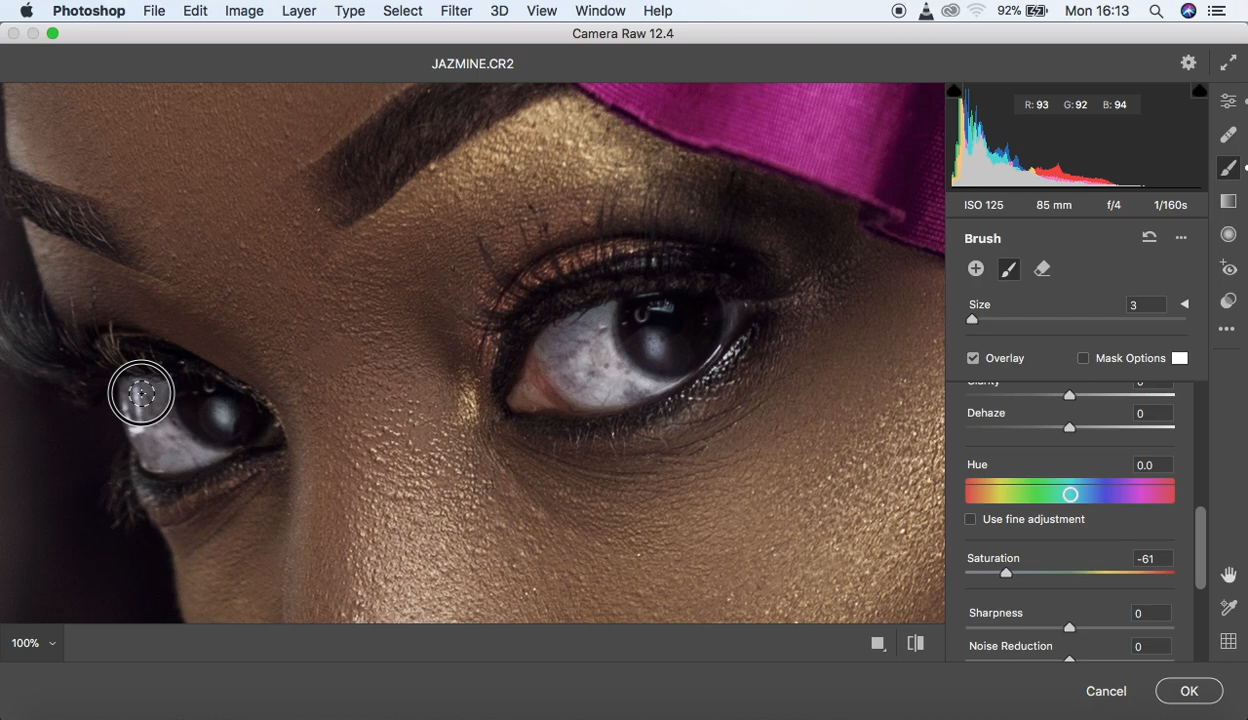 Photoshop File Edit Image Layer Type Select Filter 3D View Window Help 92% Mon 16:13
Camera Raw 12.4
JAZMINE.CR2
R: 93 G: 92 B: 94
ISO 125 85 mm f/4 1/160s
Brush
Size 3
Overlay Mask Options
Clarity 0
Dehaze 0
Hue 0.0
Use fine adjustment
Saturation -61
Sharpness 0
Noise Reduction 0
100%
Cancel OK